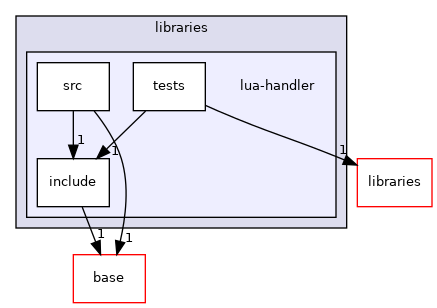 libraries
src
tests
lua-handler
1
1
1
include
libraries
1
1
base